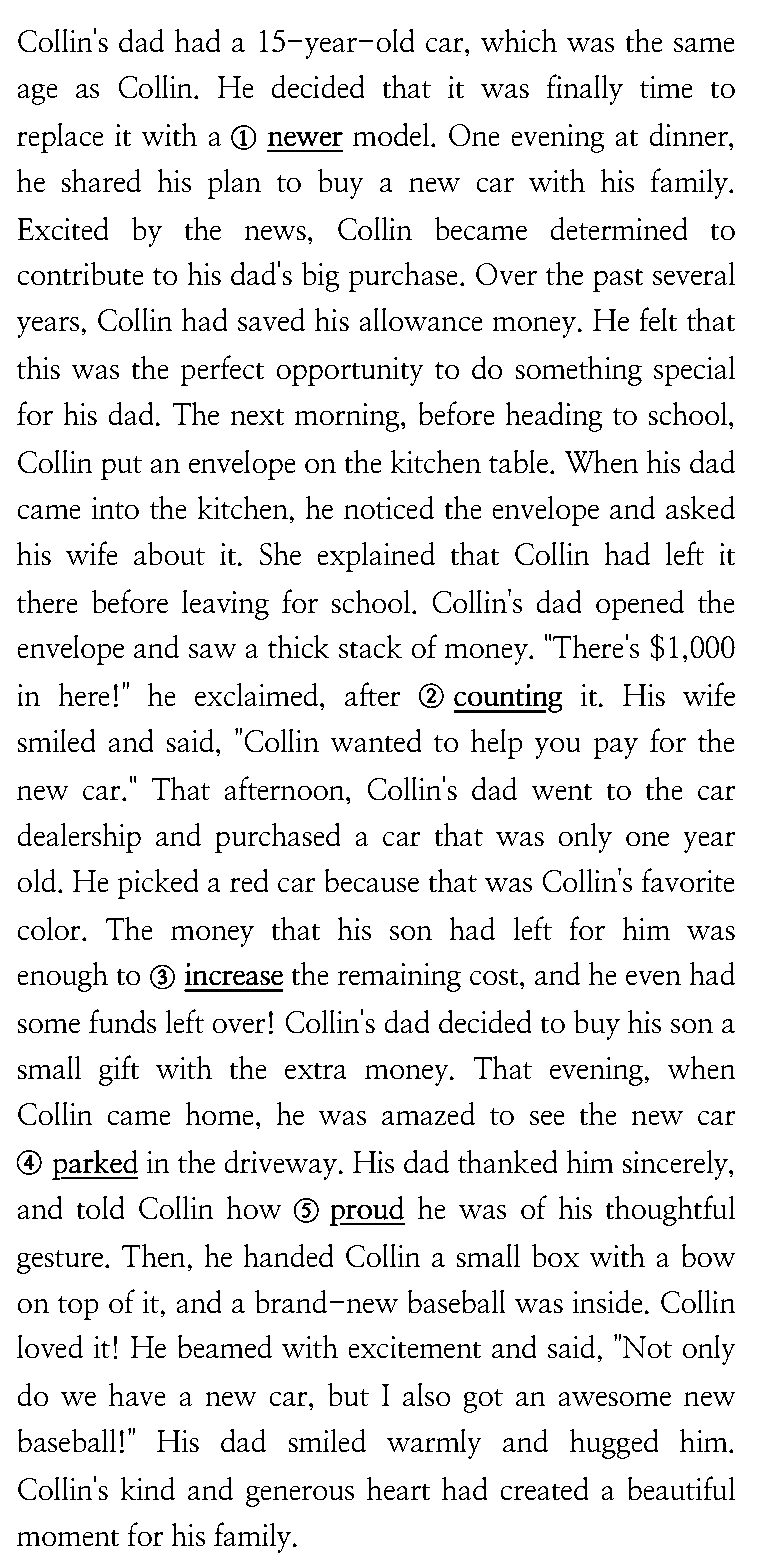 Collin's dad had a 15-year-old car, which was the same
age as Collin. He decided that it was finally time to
replace it with a ① newer model. One evening at dinner,
he shared his plan to buy a new car with his family.
Excited by the news, Collin became determined to
contribute to his dad's big purchase. Over the past several
years, Collin had saved his allowance money. He felt that
this was the perfect opportunity to do something special
for his dad. The next morning, before heading to school,
Collin put an envelope on the kitchen table. When his dad
came into the kitchen, he noticed the envelope and asked
his wife about it. She explained that Collin had left it
there before leaving for school. Collin's dad opened the
envelope and saw a thick stack of money. "There's $1,000
in here!" he exclaimed, after ② counting it. His wife
smiled and said, "Collin wanted to help you pay for the
new car." That afternoon, Collin's dad went to the car
dealership and purchased a car that was only one year
old. He picked a red car because that was Collin's favorite
color. The money that his son had left for him was
enough to ③ increase the remaining cost, and he even had
some funds left over! Collin's dad decided to buy his son a
small gift with the extra money. That evening, when
Collin came home, he was amazed to see the new car
④ parked in the driveway. His dad thanked him sincerely,
and told Collin how ⑤ proud he was of his thoughtful
gesture. Then, he handed Collin a small box with a bow
on top of it, and a brand-new baseball was inside. Collin
loved it! He beamed with excitement and said, "Not only
do we have a new car, but I also got an awesome new
baseball!" His dad smiled warmly and hugged him.
Collin's kind and generous heart had created a beautiful
moment for his family.